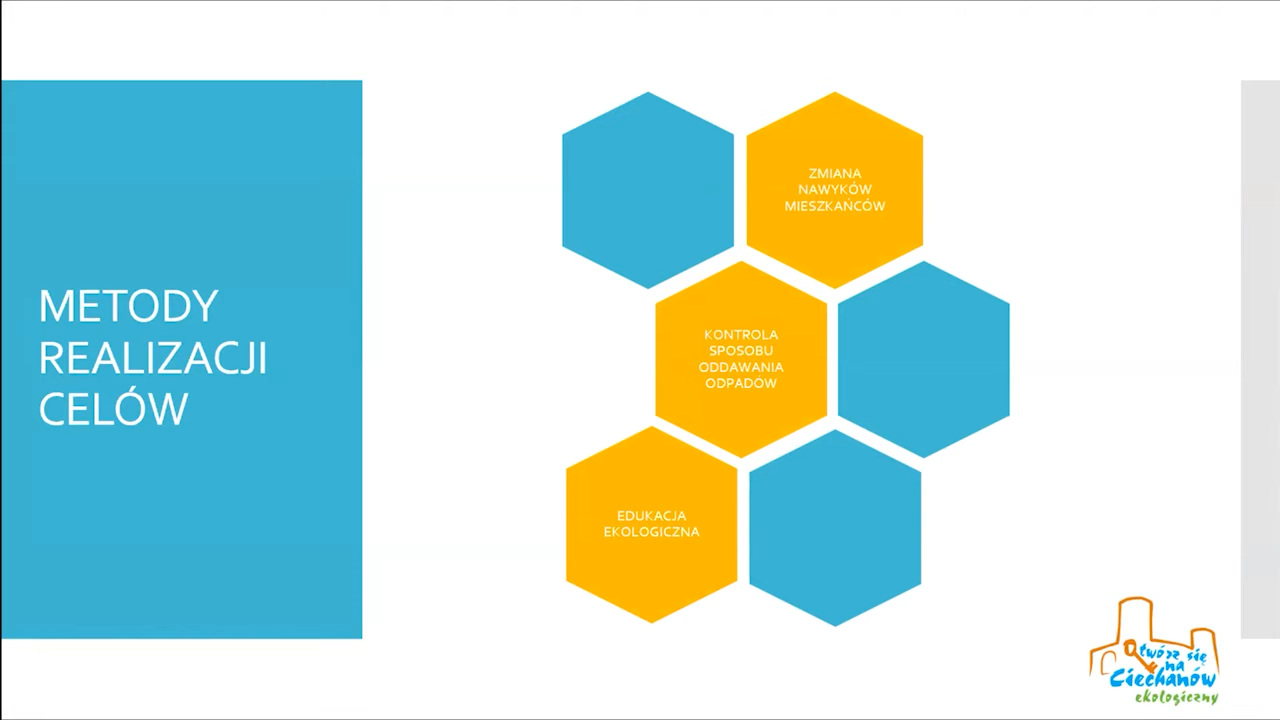 METODY
REALIZACJI
CELÓW
ZMIANA
NAWYKÓW
MIESZKAŃCÓW
KONTROLA
SPOSOBU
ODDAWANIA
ODPADÓW
EDUKACJA
EKOLOGICZNA
Otwórz się
na
Ciechanów
ekologiczny